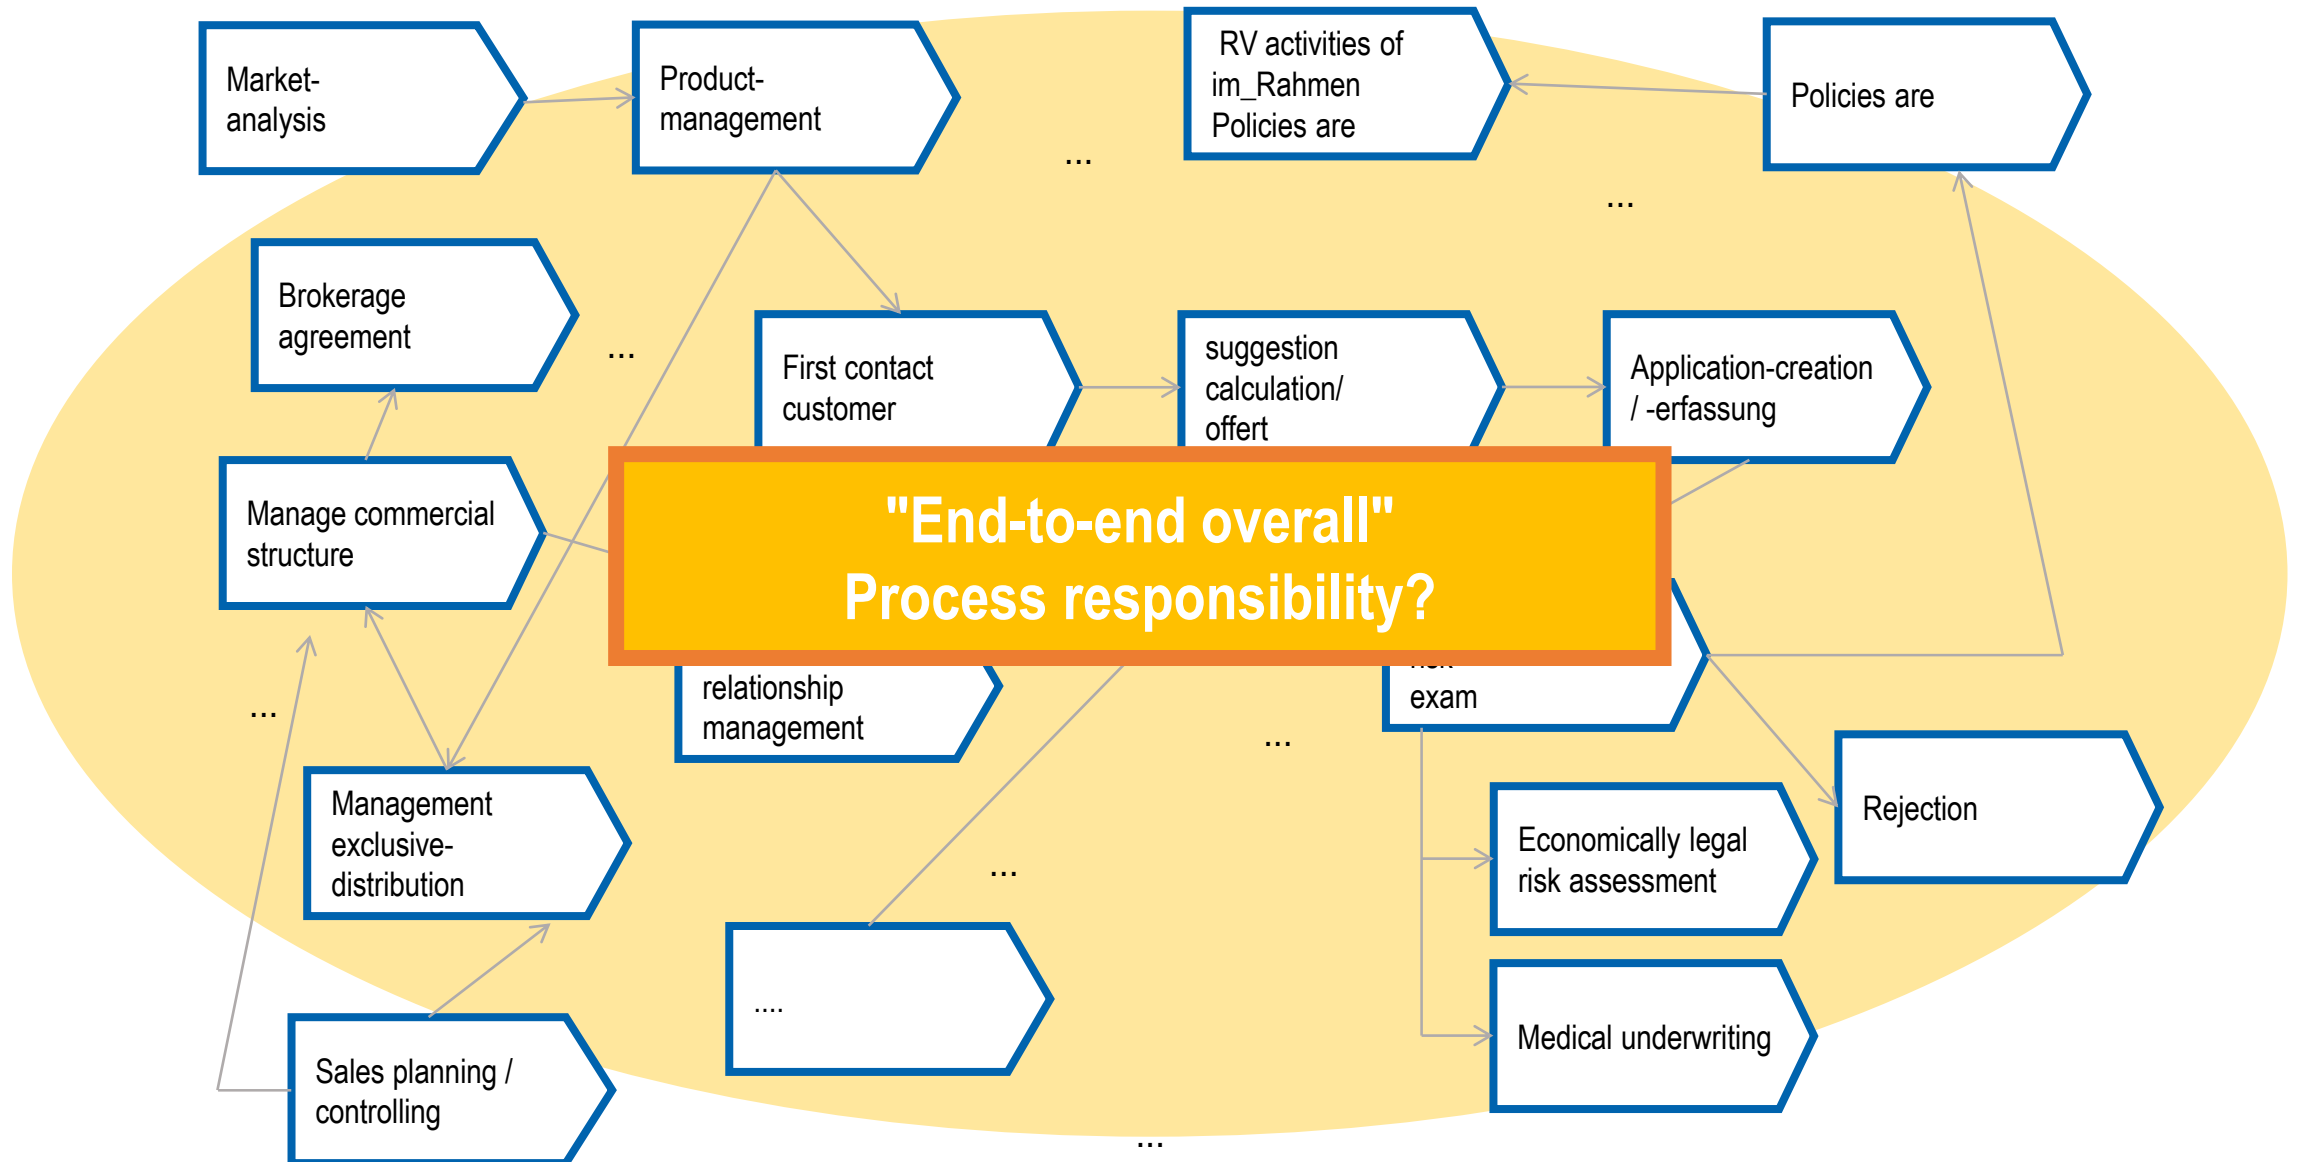 Market-
analysis
Product-
management
RV activities of
im_Rahmen
Policies are
Policies are
...
...
Brokerage
agreement
...
First contact
customer
suggestion
calculation/
offert
Application-creation
/ -erfassung
Manage commercial
structure
"End-to-end overall"
Process responsibility?
relationship
management
exam
...
...
Management
exclusive-
distribution
Economically legal
risk assessment
Rejection
...
....
Medical underwriting
Sales planning /
controlling
...